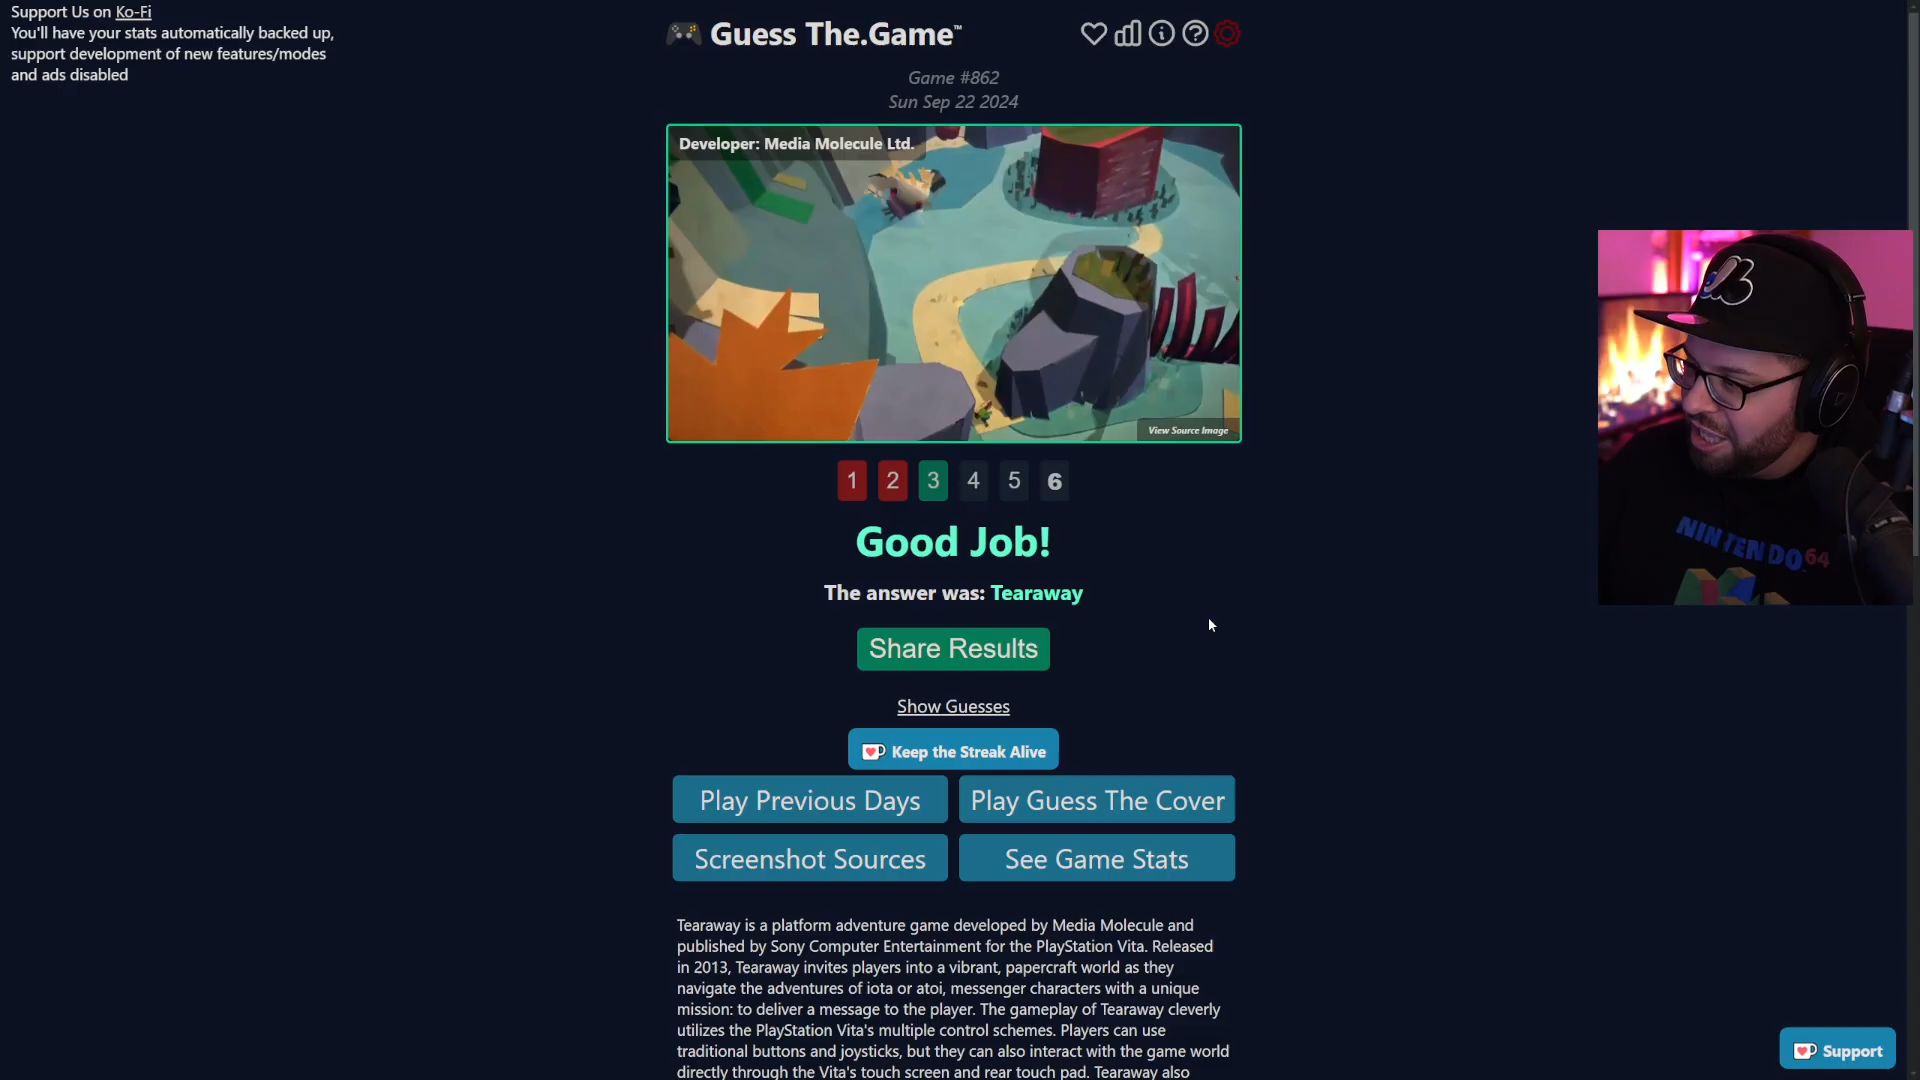 Support Us on Ko-Fi
You'll have your stats automatically backed up,
support development of new features/modes
and ads disabled
Guess The.Game™
Game #862
Sun Sep 22 2024
Developer: Media Molecule Ltd.
View Source Image
1 2 3 4 5 6
Good Job!
The answer was: Tearaway
Share Results
Show Guesses
Keep the Streak Alive
Play Previous Days
Play Guess The Cover
Screenshot Sources
See Game Stats
Tearaway is a platform adventure game developed by Media Molecule and
published by Sony Computer Entertainment for the PlayStation Vita. Released
in 2013, Tearaway invites players into a vibrant, papercraft world as they
navigate the adventures of iota or atoi, messenger characters with a unique
mission: to deliver a message to the player. The gameplay of Tearaway cleverly
utilizes the PlayStation Vita's multiple control schemes. Players can use
traditional buttons and joysticks, but they can also interact with the game world
directly through the Vita's touch screen and rear touch pad. Tearaway also
NINTENDO 64
Support